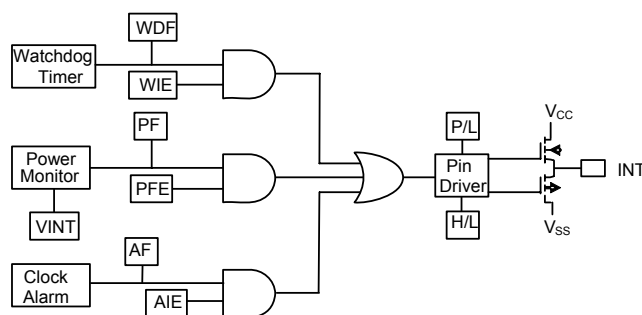 WDF
Watchdog
Timer
WIE
PF
P/L
VCC
Power
Monitor
Pin
Driver
INT
PFE
VINT
H/L
VSS
AF
Clock
Alarm
AIE